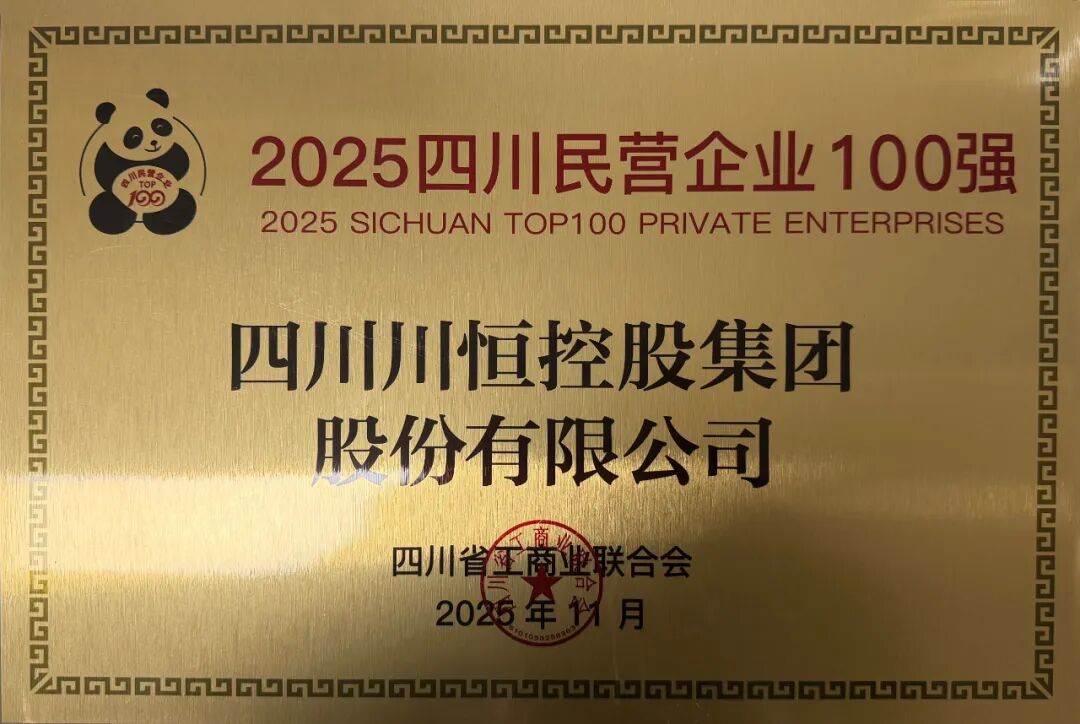 四川民营企业
TOP
100
2025四川民营企业100强
2025 SICHUAN TOP100 PRIVATE ENTERPRISES
四川川恒控股集团
股份有限公司
四川省工商业联合会
2025年11月